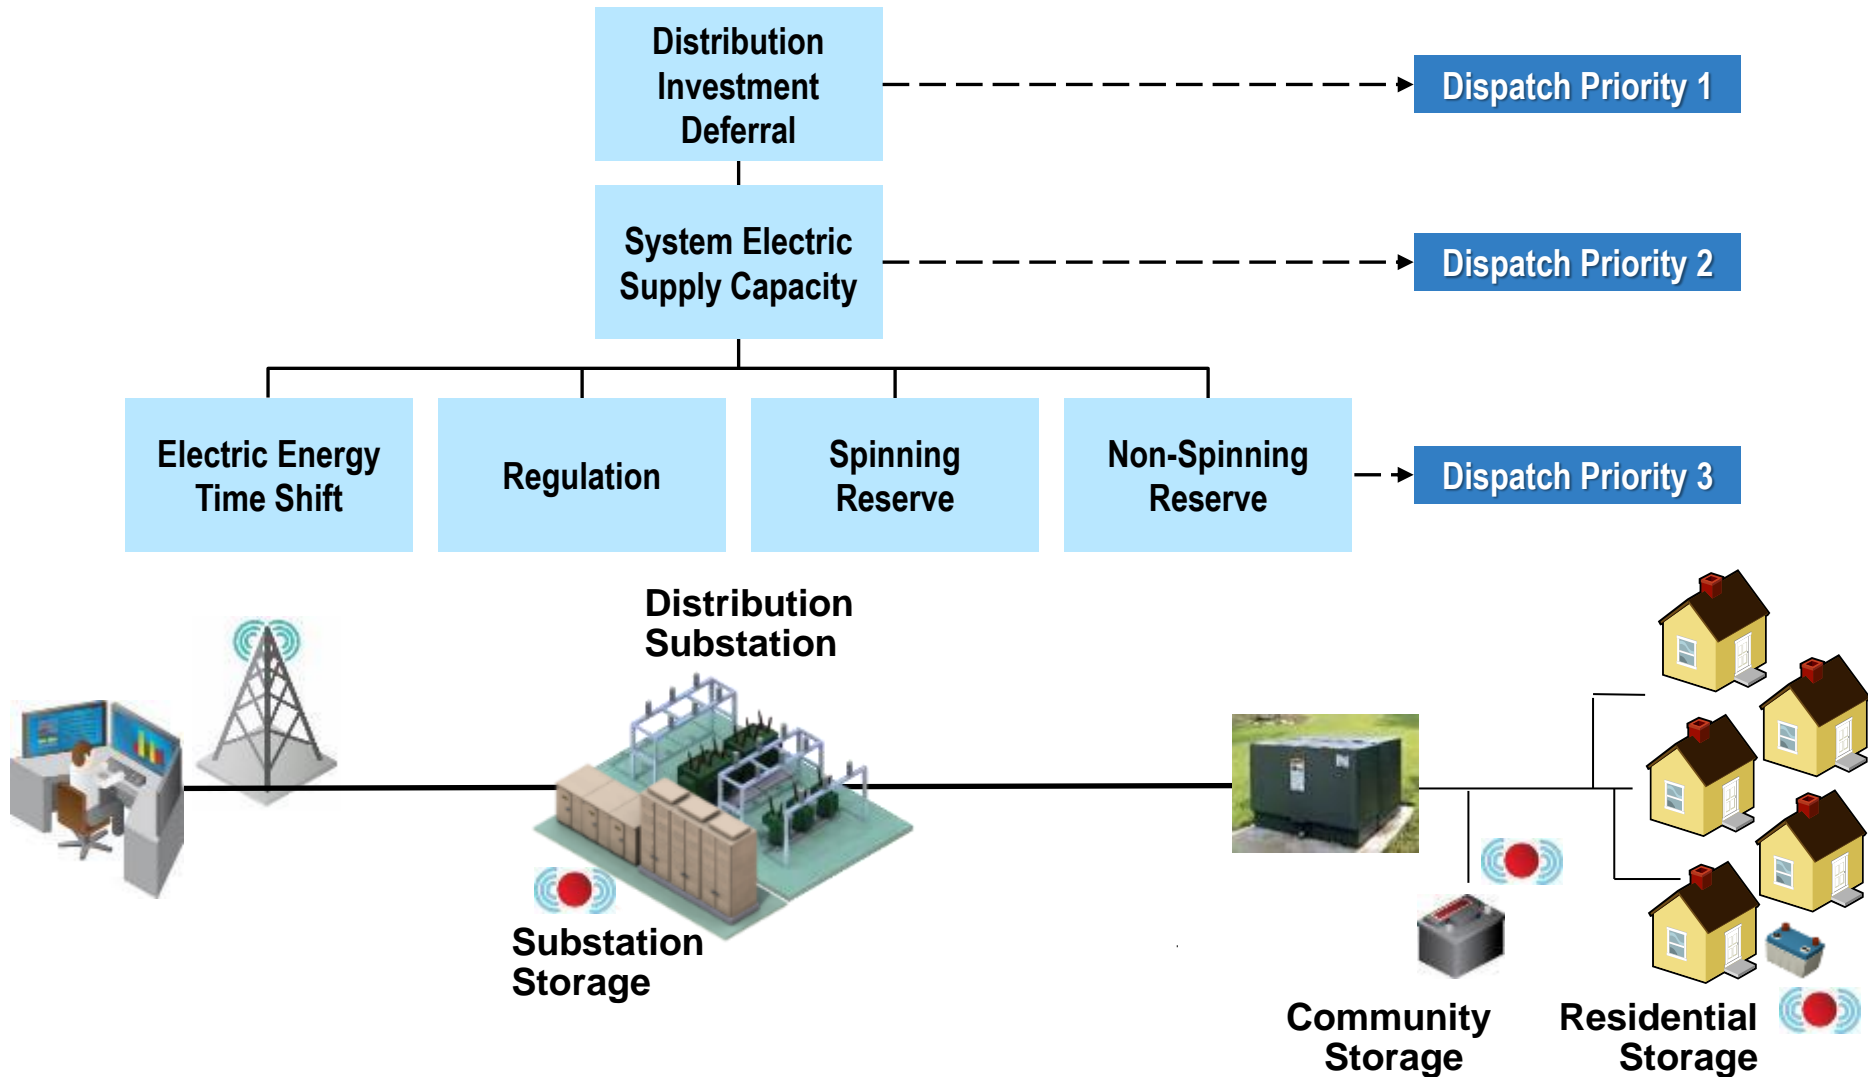 Distribution
Investment
Deferral
Dispatch Priority 1
System Electric
Supply Capacity
Dispatch Priority 2
Electric Energy
Time Shift
Regulation
Spinning
Reserve
Non-Spinning
Reserve
Dispatch Priority 3
Distribution
Substation
Substation
Storage
Community
Storage
Residential
Storage